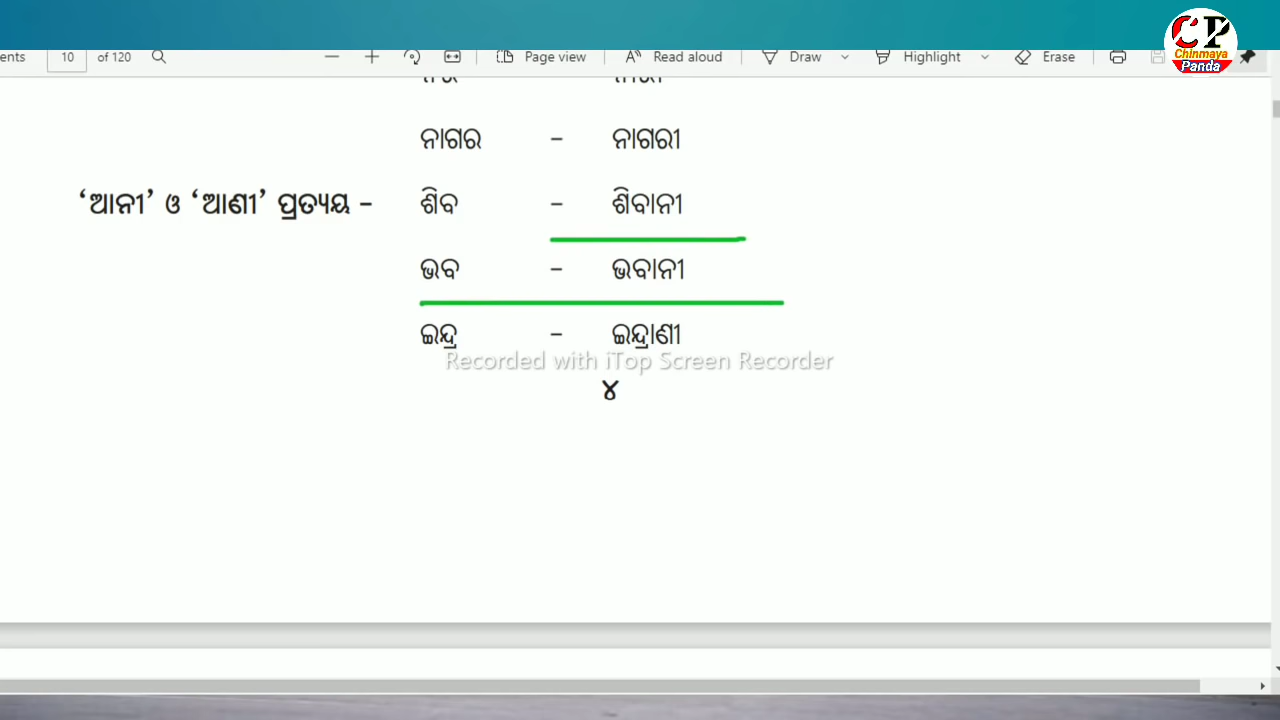 CP
Chinmaya
Panda
ents 10 of 120 Page view Read aloud Draw Highlight Erase
ନାଗର – ନାଗରୀ
‘ଆନୀ’ ଓ ‘ଆଣୀ’ ପ୍ରତ୍ୟୟ – ଶିବ – ଶିବାନୀ
ଭବ – ଭବାନୀ
ଇନ୍ଦ୍ର – ଇନ୍ଦ୍ରାଣୀ
Recorded with iTop Screen Recorder
୪